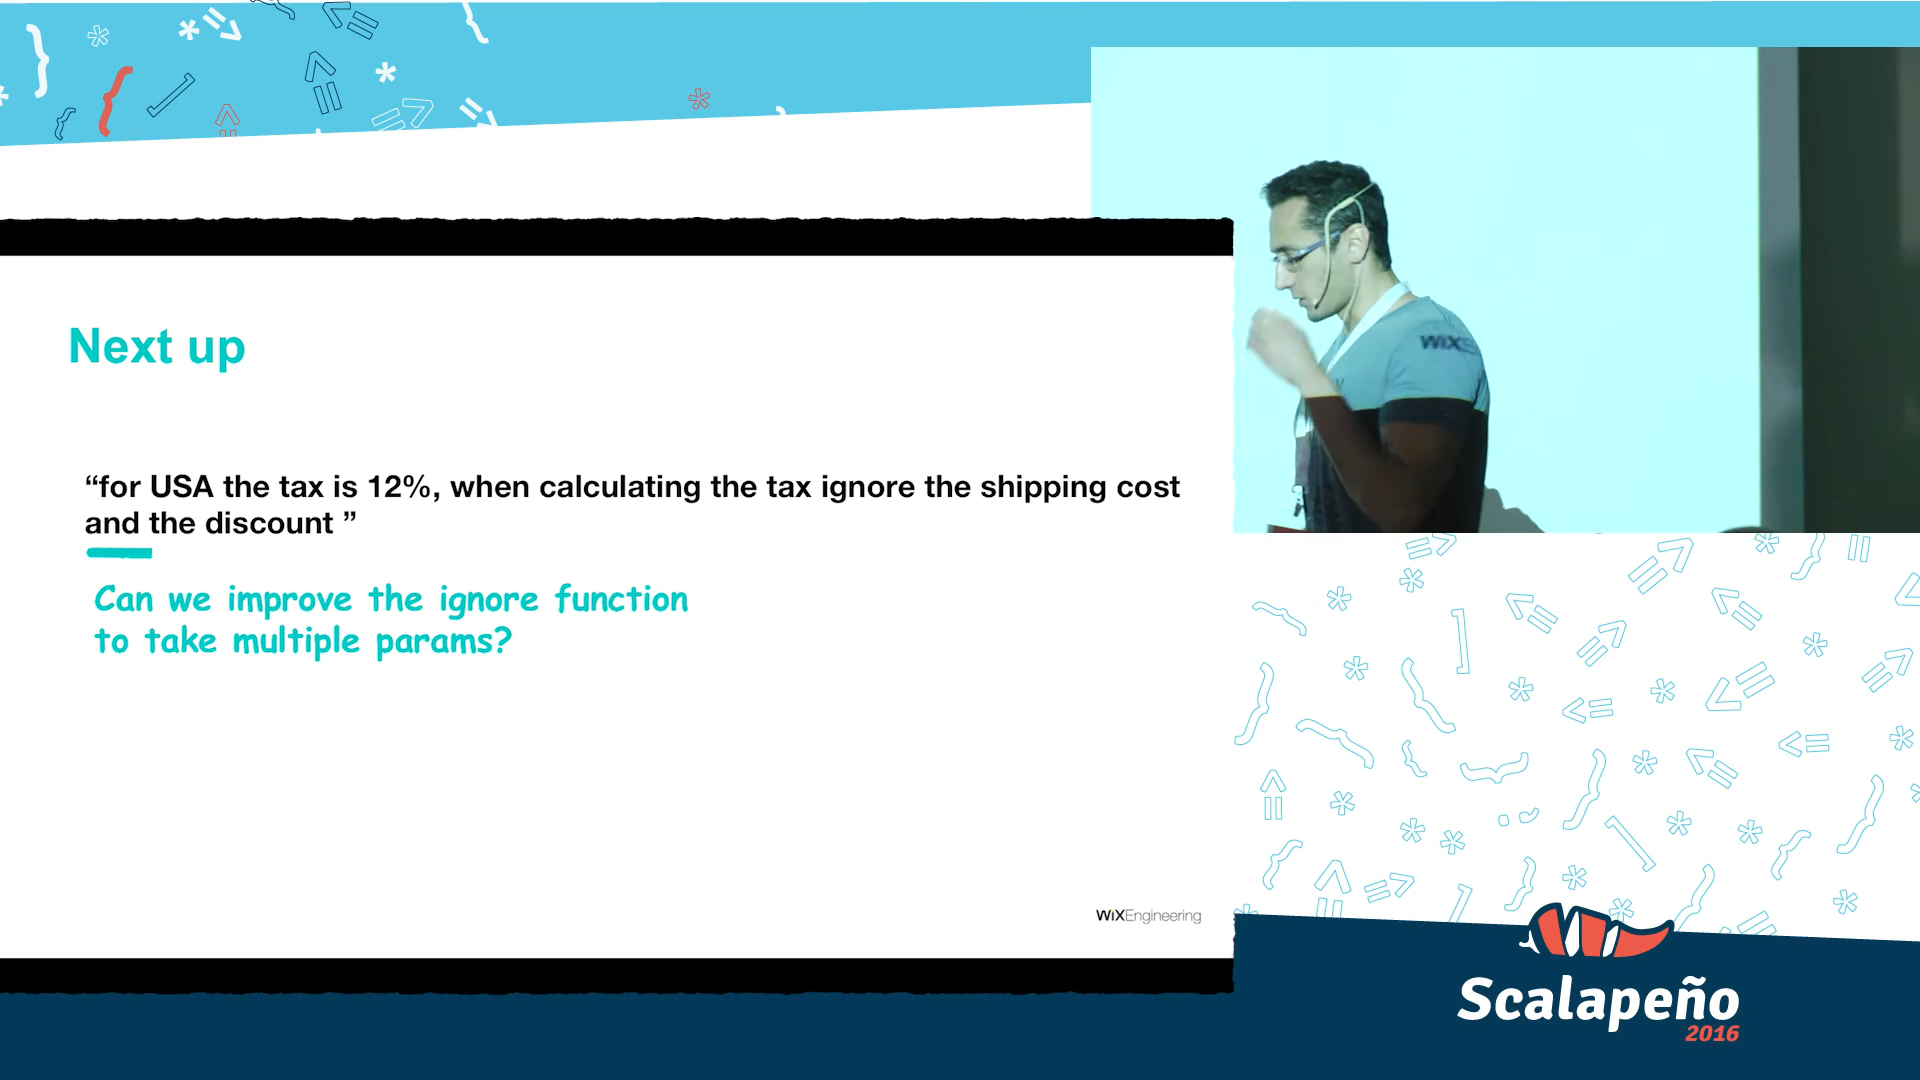 Next up
“for USA the tax is 12%, when calculating the tax ignore the shipping cost
and the discount ”
Can we improve the ignore function
to take multiple params?
WiXEngineering
WiX
Scalapeño
2016